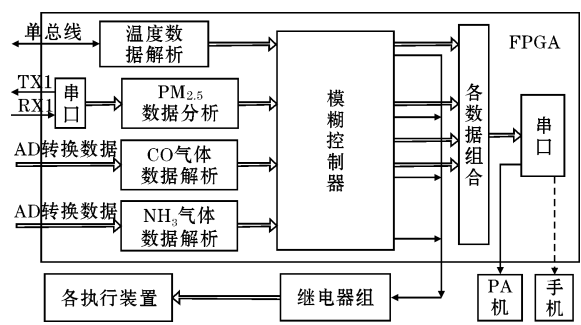 单总线
温度数
据解析
FPGA
TX1
RX1
串口
PM2.5
数据分析
模糊控制器
各数据组合
串口
AD转换数据
CO气体
数据解析
AD转换数据
NH3气体
数据解析
各执行装置
继电器组
PA
机
手机